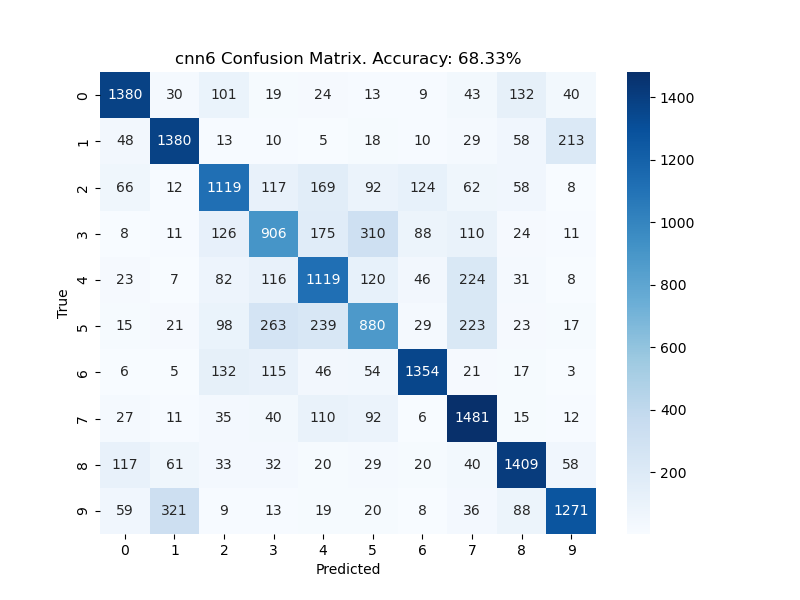 cnn6 Confusion Matrix. Accuracy: 68.33%
0 1380 30 101 19 24 13 9 43 132 40
1 48 1380 13 10 5 18 10 29 58 213
2 66 12 1119 117 169 92 124 62 58 8
3 8 11 126 906 175 310 88 110 24 11
4 23 7 82 116 1119 120 46 224 31 8
5 15 21 98 263 239 880 29 223 23 17
6 6 5 132 115 46 54 1354 21 17 3
7 27 11 35 40 110 92 6 1481 15 12
8 117 61 33 32 20 29 20 40 1409 58
9 59 321 9 13 19 20 8 36 88 1271
0 1 2 3 4 5 6 7 8 9
Predicted
True
1400
1200
1000
800
600
400
200